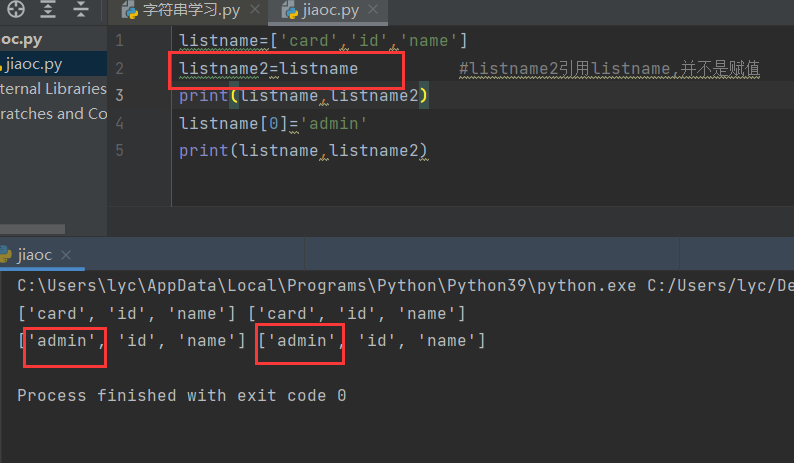 字符串学习.py
jiaoc.py
oc.py
jiaoc.py
ternal Libraries
ratches and Co
1 listname=['card','id','name']
2 listname2=listname #listname2引用listname,并不是赋值
3 print(listname,listname2)
4 listname[0]='admin'
5 print(listname,listname2)
jiaoc
C:\Users\lyc\AppData\Local\Programs\Python\Python39\python.exe C:/Users/lyc/De
['card', 'id', 'name'] ['card', 'id', 'name']
['admin', 'id', 'name'] ['admin', 'id', 'name']
Process finished with exit code 0